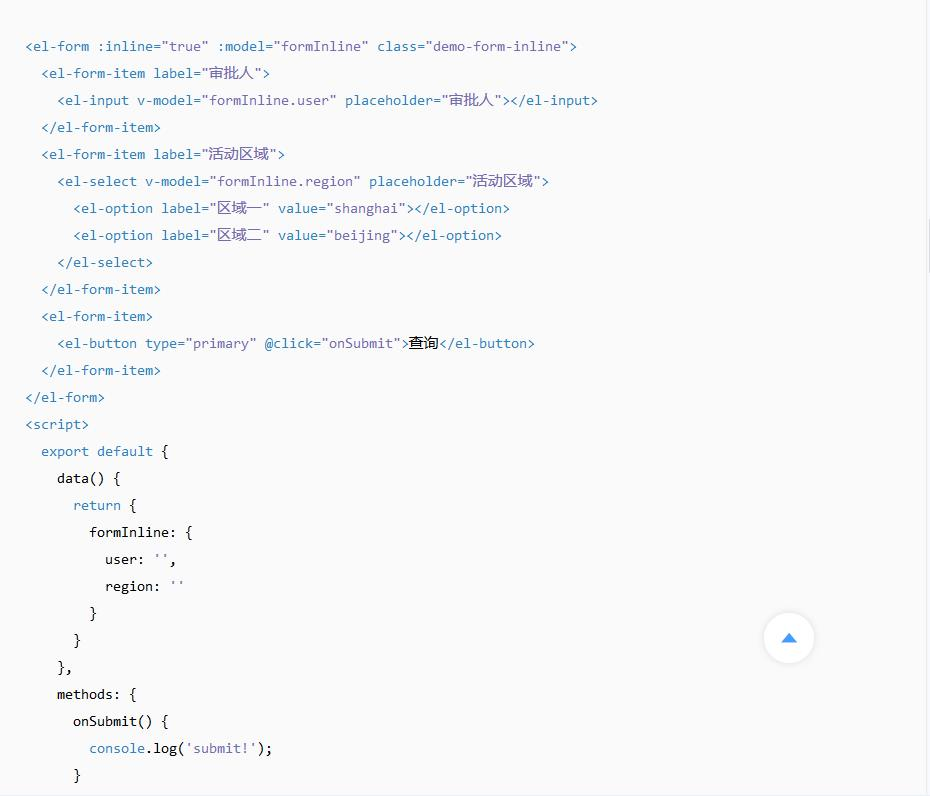 <el-form :inline="true" :model="formInline" class="demo-form-inline">
  <el-form-item label="审批人">
    <el-input v-model="formInline.user" placeholder="审批人"></el-input>
  </el-form-item>
  <el-form-item label="活动区域">
    <el-select v-model="formInline.region" placeholder="活动区域">
      <el-option label="区域一" value="shanghai"></el-option>
      <el-option label="区域二" value="beijing"></el-option>
    </el-select>
  </el-form-item>
  <el-form-item>
    <el-button type="primary" @click="onSubmit">查询</el-button>
  </el-form-item>
</el-form>
<script>
  export default {
    data() {
      return {
        formInline: {
          user: '',
          region: ''
        }
      }
    },
    methods: {
      onSubmit() {
        console.log('submit!');
      }